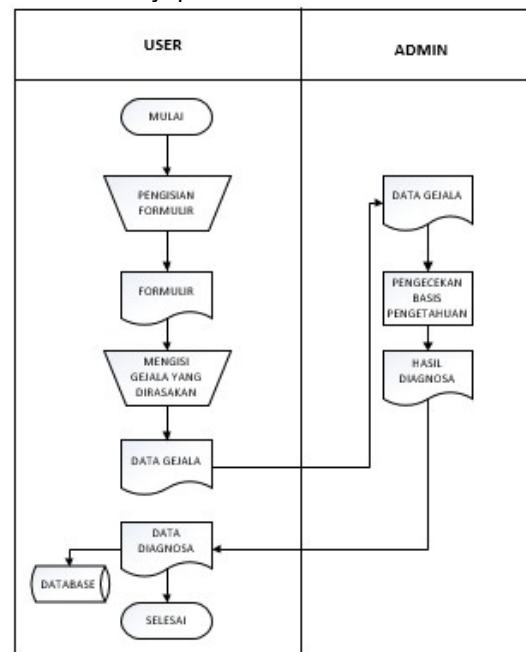 USER
ADMIN
MULAI
PENGISIAN
FORMULIR
FORMULIR
MENGISI
GEJALA YANG
DIRASAKAN
DATA GEJALA
DATA GEJALA
PENGECEKAN
BASIS
PENGETAHUAN
HASIL
DIAGNOSA
DATA
DIAGNOSA
DATABASE
SELESAI